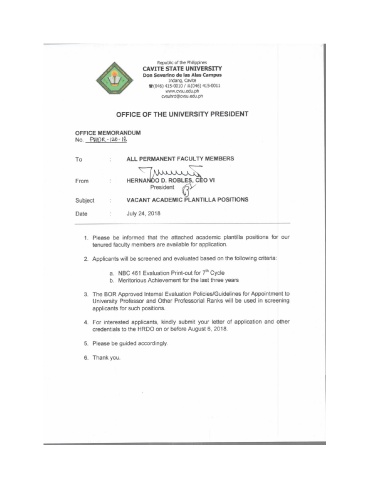 Republic of the Philippines
CAVITE STATE UNIVERSITY
Don Severino de las Alas Campus
Indang, Cavite
(046) 415-0010 / (046) 415-0011
www.cvsu.edu.ph
OFFICE OF THE UNIVERSITY PRESIDENT
OFFICE MEMORANDUM
No.
To : ALL PERMANENT FACULTY MEMBERS
From : HERNANDO D. ROBLES, CEO VI
President
Subject : VACANT ACADEMIC PLANTILLA POSITIONS
Date : July 24, 2018
1. Please be informed that the attached academic plantilla positions for our
tenured faculty members are available for application.
2. Applicants will be screened and evaluated based on the following criteria:
a. NBC 461 Evaluation Print-out for 7th Cycle
b. Meritorious Achievement for the last three years
3. The BOR Approved Internal Evaluation Policies/Guidelines for Appointment to
University Professor and Other Professorial Ranks will be used in screening
applicants for such positions.
4. For interested applicants, kindly submit your letter of application and other
credentials to the HRDO on or before August 6, 2018.
5. Please be guided accordingly.
6. Thank you.